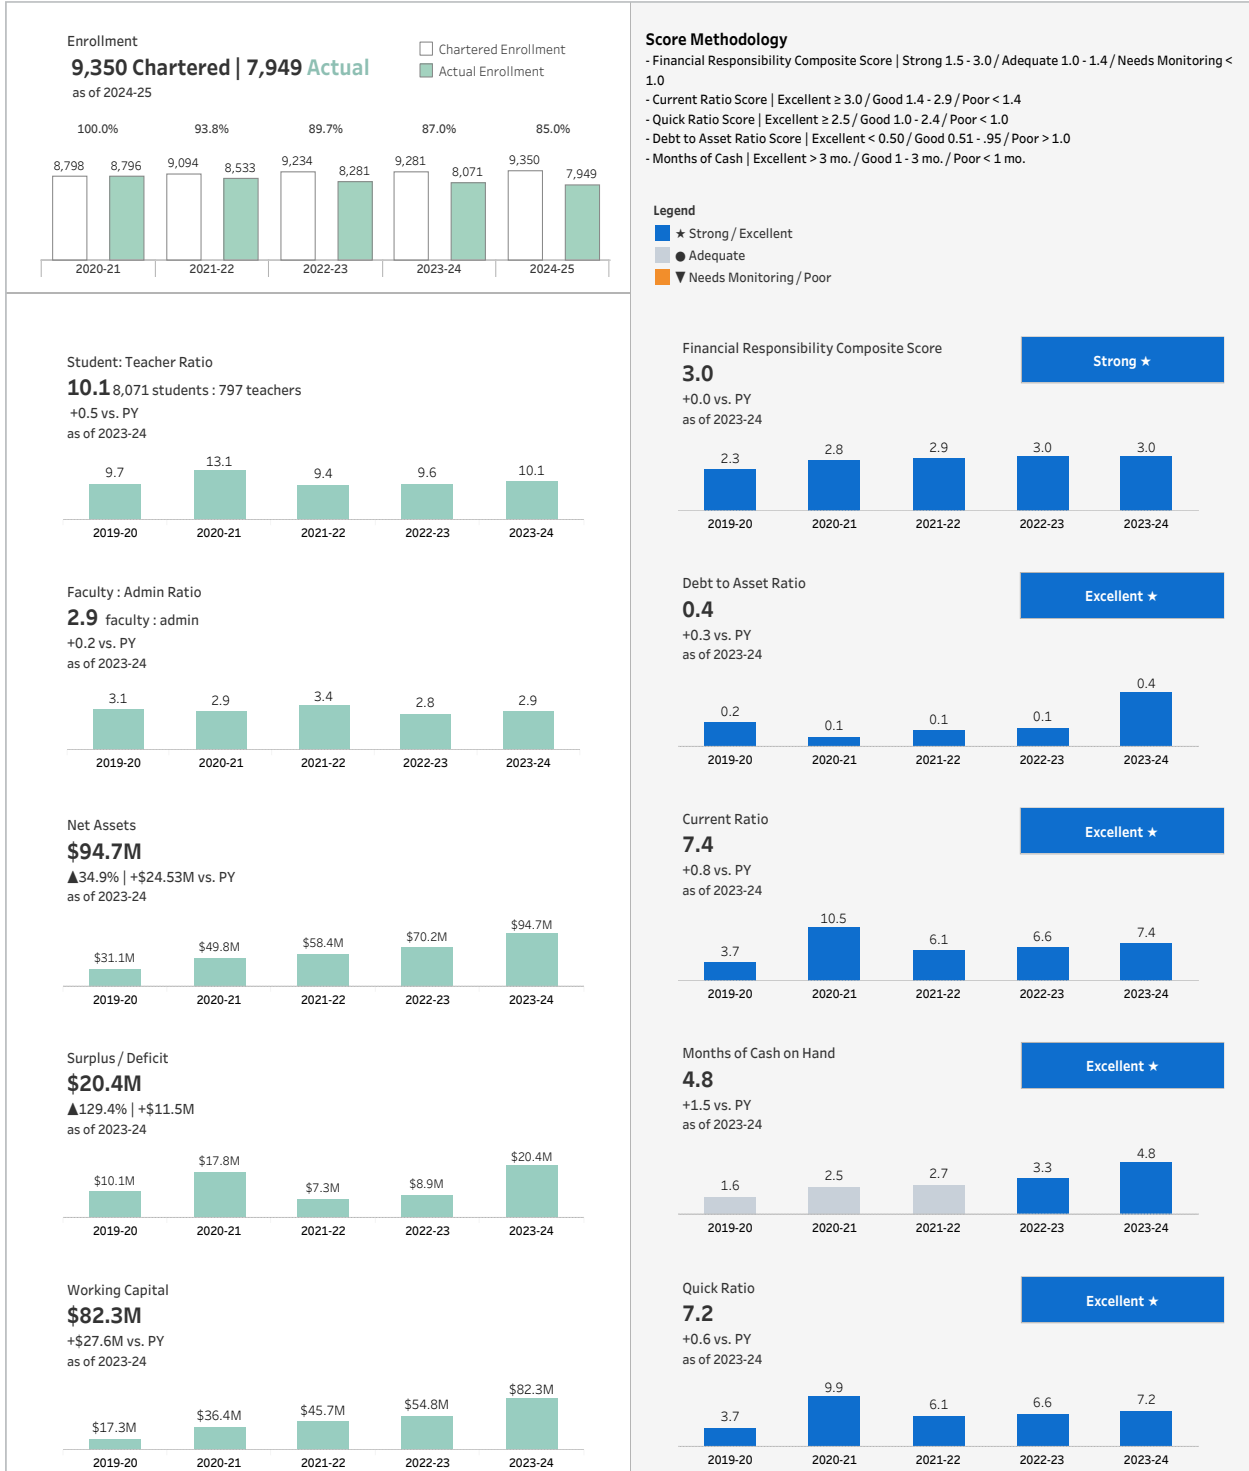 Enrollment
9,350 Chartered | 7,949 Actual
as of 2024-25
Chartered Enrollment
Actual Enrollment
100.0% 93.8% 89.7% 87.0% 85.0%
8,798 8,796 9,094 8,533 9,234 8,281 9,281 8,071 9,350 7,949
2020-21 2021-22 2022-23 2023-24 2024-25
Student: Teacher Ratio
10.1 8,071 students : 797 teachers
+0.5 vs. PY
as of 2023-24
9.7 13.1 9.4 9.6 10.1
2019-20 2020-21 2021-22 2022-23 2023-24
Faculty : Admin Ratio
2.9 faculty : admin
+0.2 vs. PY
as of 2023-24
3.1 2.9 3.4 2.8 2.9
2019-20 2020-21 2021-22 2022-23 2023-24
Net Assets
$94.7M
▲34.9% | +$24.53M vs. PY
as of 2023-24
$31.1M $49.8M $58.4M $70.2M $94.7M
2019-20 2020-21 2021-22 2022-23 2023-24
Surplus / Deficit
$20.4M
▲129.4% | +$11.5M
as of 2023-24
$10.1M $17.8M $7.3M $8.9M $20.4M
2019-20 2020-21 2021-22 2022-23 2023-24
Working Capital
$82.3M
+$27.6M vs. PY
as of 2023-24
$17.3M $36.4M $45.7M $54.8M $82.3M
2019-20 2020-21 2021-22 2022-23 2023-24
Score Methodology
- Financial Responsibility Composite Score | Strong 1.5 - 3.0 / Adequate 1.0 - 1.4 / Needs Monitoring <
1.0
- Current Ratio Score | Excellent ≥ 3.0 / Good 1.4 - 2.9 / Poor < 1.4
- Quick Ratio Score | Excellent ≥ 2.5 / Good 1.0 - 2.4 / Poor < 1.0
- Debt to Asset Ratio Score | Excellent < 0.50 / Good 0.51 - .95 / Poor > 1.0
- Months of Cash | Excellent > 3 mo. / Good 1 - 3 mo. / Poor < 1 mo.
Legend
★ Strong / Excellent
● Adequate
▼ Needs Monitoring / Poor
Financial Responsibility Composite Score
Strong ★
3.0
+0.0 vs. PY
as of 2023-24
2.3 2.8 2.9 3.0 3.0
2019-20 2020-21 2021-22 2022-23 2023-24
Debt to Asset Ratio
Excellent ★
0.4
+0.3 vs. PY
as of 2023-24
0.2 0.1 0.1 0.1 0.4
2019-20 2020-21 2021-22 2022-23 2023-24
Current Ratio
Excellent ★
7.4
+0.8 vs. PY
as of 2023-24
3.7 10.5 6.1 6.6 7.4
2019-20 2020-21 2021-22 2022-23 2023-24
Months of Cash on Hand
Excellent ★
4.8
+1.5 vs. PY
as of 2023-24
1.6 2.5 2.7 3.3 4.8
2019-20 2020-21 2021-22 2022-23 2023-24
Quick Ratio
Excellent ★
7.2
+0.6 vs. PY
as of 2023-24
3.7 9.9 6.1 6.6 7.2
2019-20 2020-21 2021-22 2022-23 2023-24